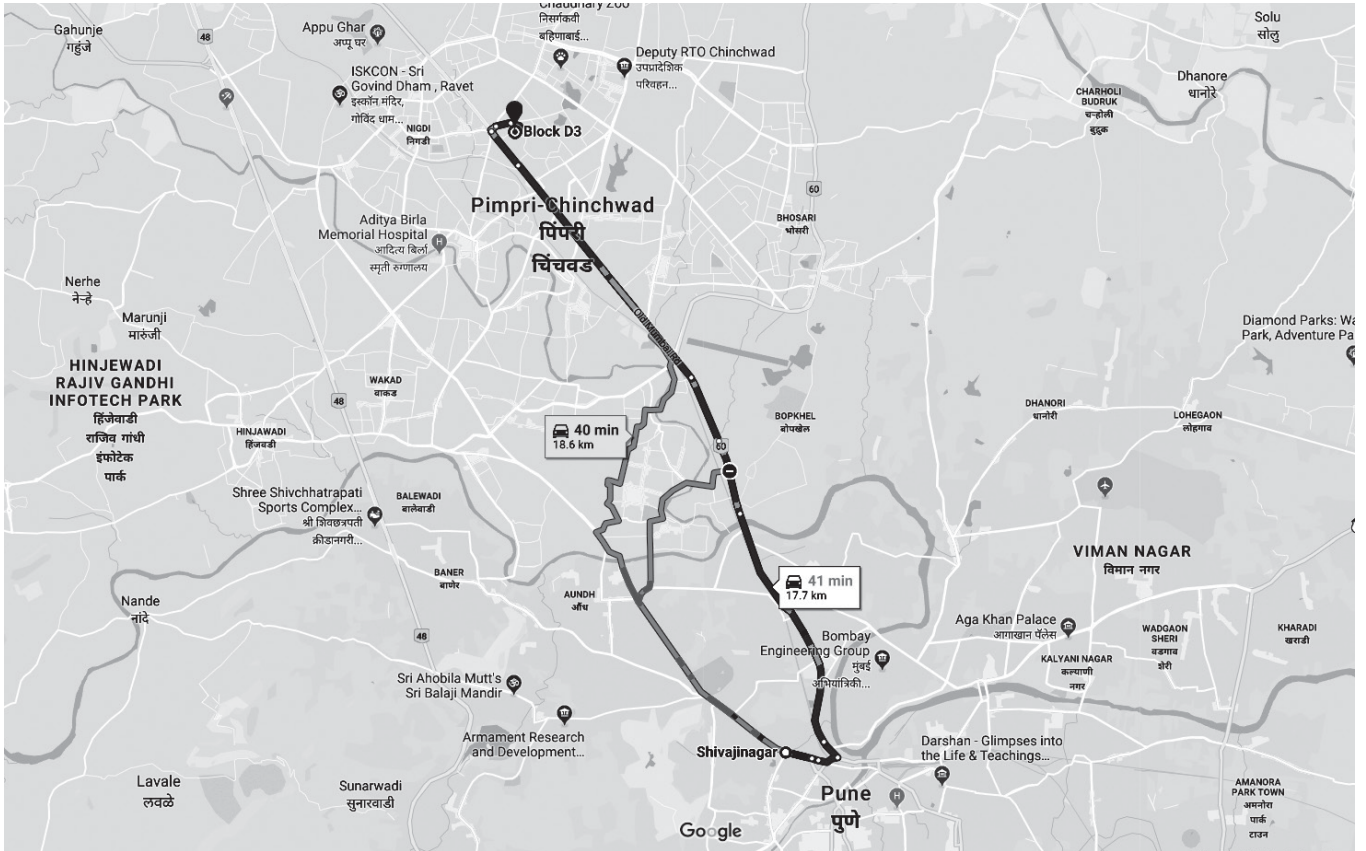 Chaudhary Zoo
निसर्गकवी
बहिणाबाई...
Gahunje
गहुंजे
48
Appu Ghar
अप्पू घर
Solu
सोलु
Deputy RTO Chinchwad
उपप्रादेशिक
परिवहन...
ISKCON - Sri
Govind Dham , Ravet
इस्कॉन मंदिर,
गोविंद धाम...
Dhanore
धानोरे
CHARHOLI
BUDRUK
चऱ्होली
बुद्रुक
NIGDI
निगडी
Block D3
60
Pimpri-Chinchwad
पिंपरी
चिंचवड
BHOSARI
भोसरी
Aditya Birla
Memorial Hospital
आदित्य बिर्ला
स्मृती रुग्णालय
H
Nerhe
नेऱ्हे
Marunji
मारुंजी
Old Mumbai Rd
Diamond Parks: Wa
Park, Adventure Pa
HINJEWADI
RAJIV GANDHI
INFOTECH PARK
हिंजेवाडी
राजिव गांधी
इंफोटेक
पार्क
WAKAD
वाकड
48
HINJAWADI
हिंजवडी
40 min
18.6 km
BOPKHEL
बोपखेल
DHANORI
धानोरी
LOHEGAON
लोहगाव
60
Shree Shivchhatrapati
Sports Complex...
श्री शिवछत्रपती
क्रीडानगरी...
BALEWADI
बालेवाडी
VIMAN NAGAR
विमान नगर
BANER
बाणेर
AUNDH
औंध
41 min
17.7 km
Nande
नांदे
48
Aga Khan Palace
आगाखान पॅलेस
WADGAON
SHERI
वडगाव
शेरी
KHARADI
खराडी
Bombay
Engineering Group
मुंबई
अभियांत्रिकी...
KALYANI NAGAR
कल्याणी
नगर
Sri Ahobila Mutt's
Sri Balaji Mandir
Armament Research
and Development...
Shivajinagar
Darshan - Glimpses into
the Life & Teachings...
Lavale
लवळे
Sunarwadi
सुनारवाडी
Pune
पुणे
H
AMANORA
PARK TOWN
अमनोरा
पार्क
टाउन
Google